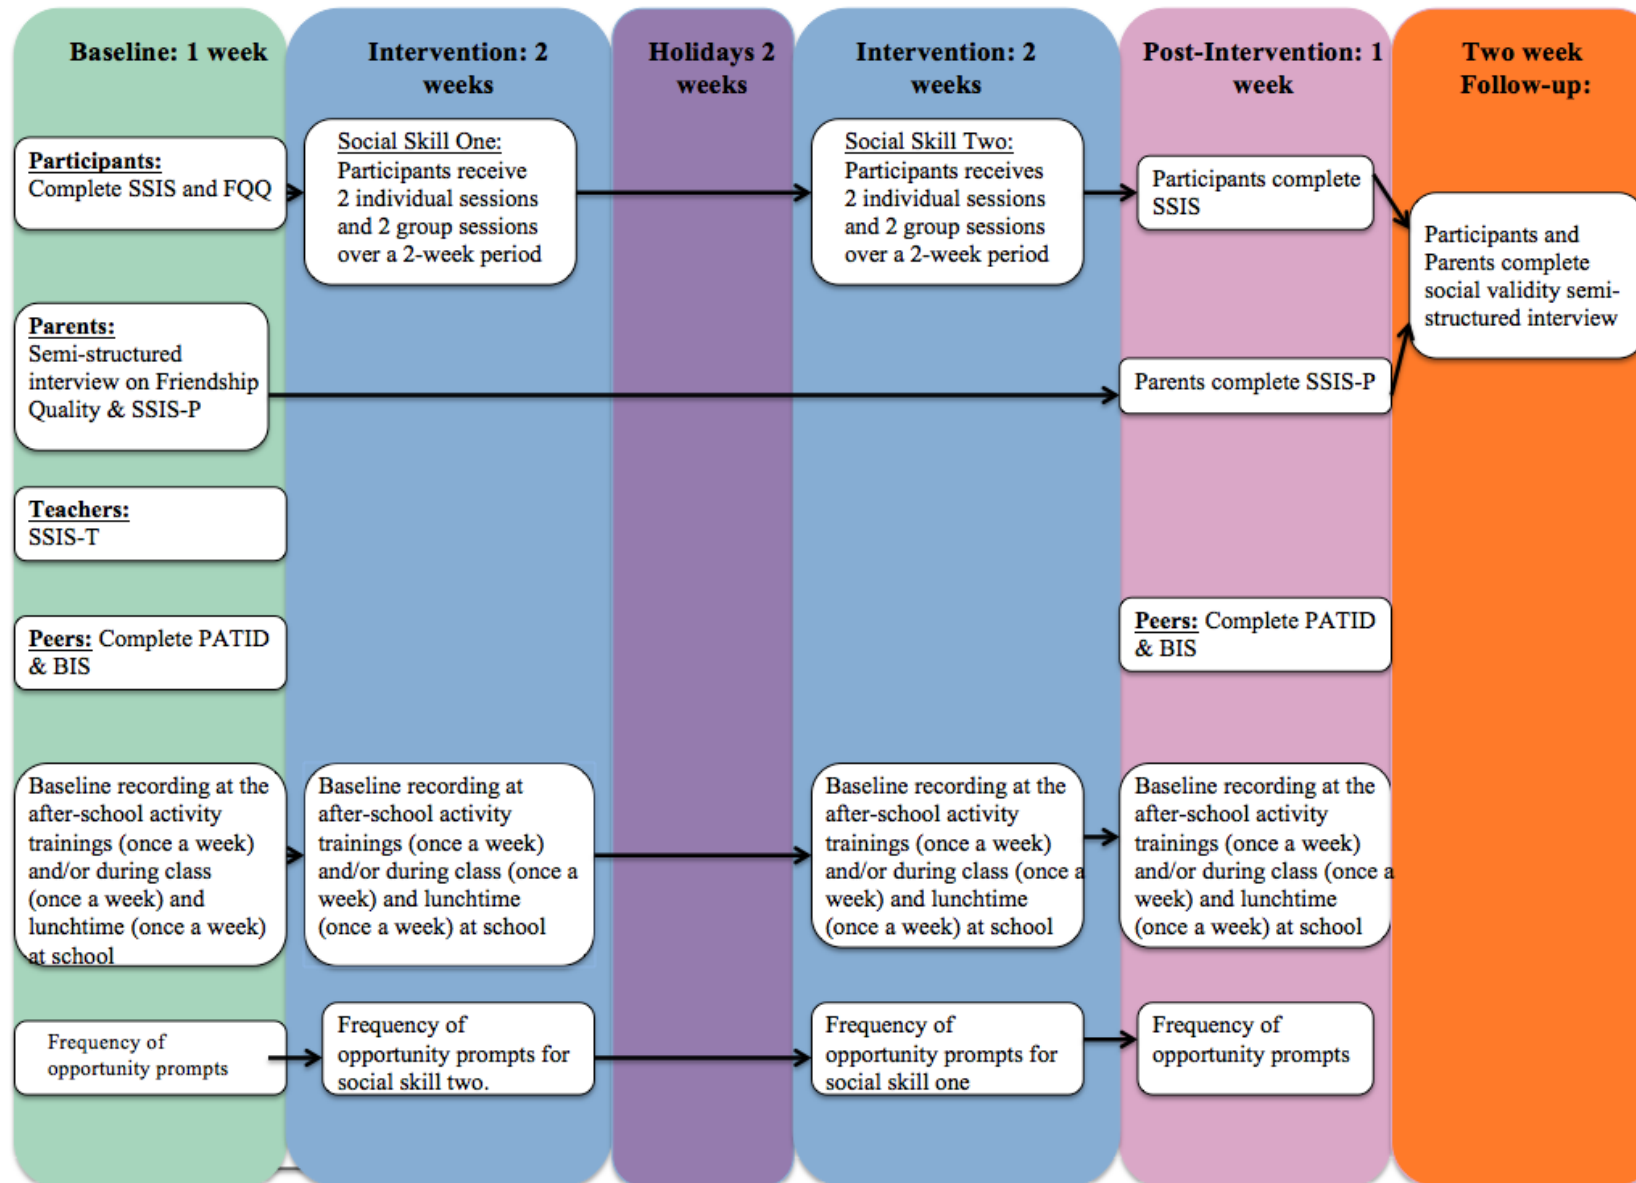 Baseline: 1 week
Intervention: 2
weeks
Holidays 2
weeks
Intervention: 2
weeks
Post-Intervention: 1
week
Two week
Follow-up:
Participants:
Complete SSIS and FQQ
Social Skill One:
Participants receive
2 individual sessions
and 2 group sessions
over a 2-week period
Social Skill Two:
Participants receives
2 individual sessions
and 2 group sessions
over a 2-week period
Participants complete
SSIS
Participants and
Parents complete
social validity semi-
structured interview
Parents:
Semi-structured
interview on Friendship
Quality & SSIS-P
Parents complete SSIS-P
Teachers:
SSIS-T
Peers: Complete PATID
& BIS
Peers: Complete PATID
& BIS
Baseline recording at the
after-school activity
trainings (once a week)
and/or during class
(once a week) and
lunchtime (once a week)
at school
Baseline recording at
after-school activity
trainings (once a week)
and/or during class (once a
week) and lunchtime
(once a week) at school
Baseline recording at the
after-school activity
trainings (once a week)
and/or during class (once a
week) and lunchtime
(once a week) at school
Baseline recording at the
after-school activity
trainings (once a week)
and/or during class (once a
week) and lunchtime
(once a week) at school
Frequency of
opportunity prompts
Frequency of
opportunity prompts for
social skill two.
Frequency of
opportunity prompts for
social skill one
Frequency of
opportunity prompts